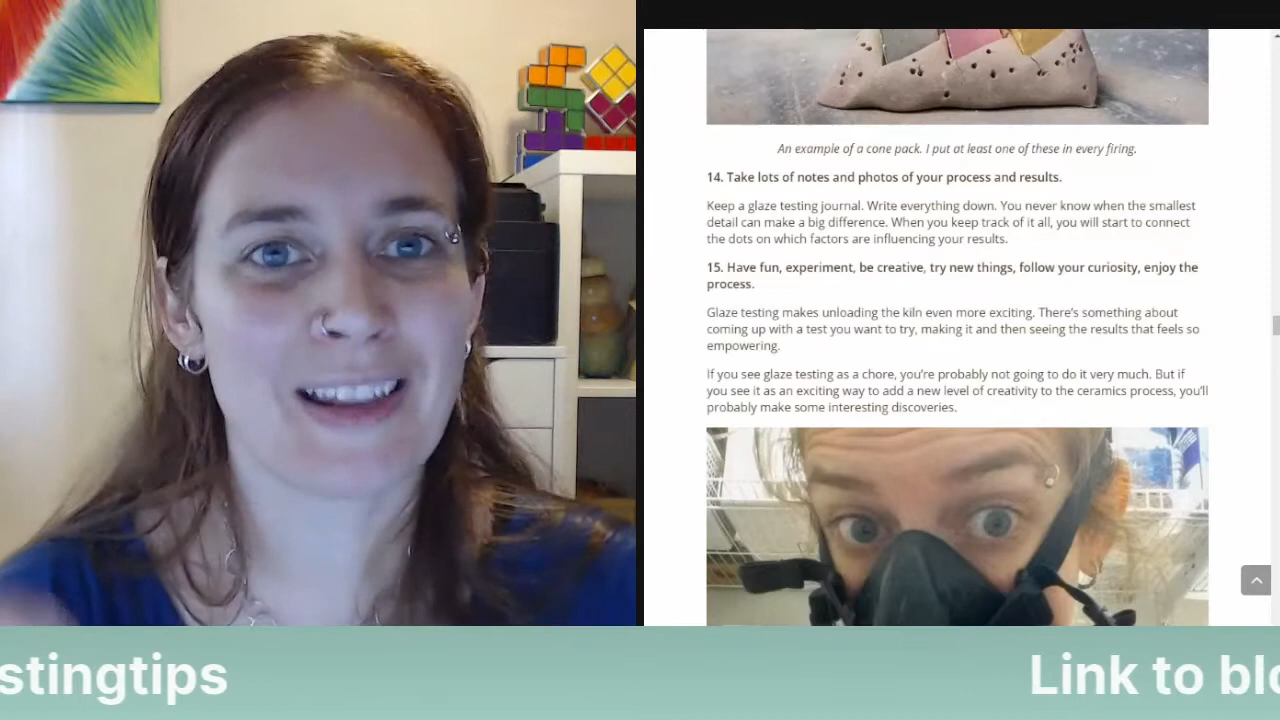 An example of a cone pack. I put at least one of these in every firing.
14. Take lots of notes and photos of your process and results.
Keep a glaze testing journal. Write everything down. You never know when the smallest
detail can make a big difference. When you keep track of it all, you will start to connect
the dots on which factors are influencing your results.
15. Have fun, experiment, be creative, try new things, follow your curiosity, enjoy the
process.
Glaze testing makes unloading the kiln even more exciting. There's something about
coming up with a test you want to try, making it and then seeing the results that feels so
empowering.
If you see glaze testing as a chore, you're probably not going to do it very much. But if
you see it as an exciting way to add a new level of creativity to the ceramics process, you'll
probably make some interesting discoveries.
stingtips
Link to blo